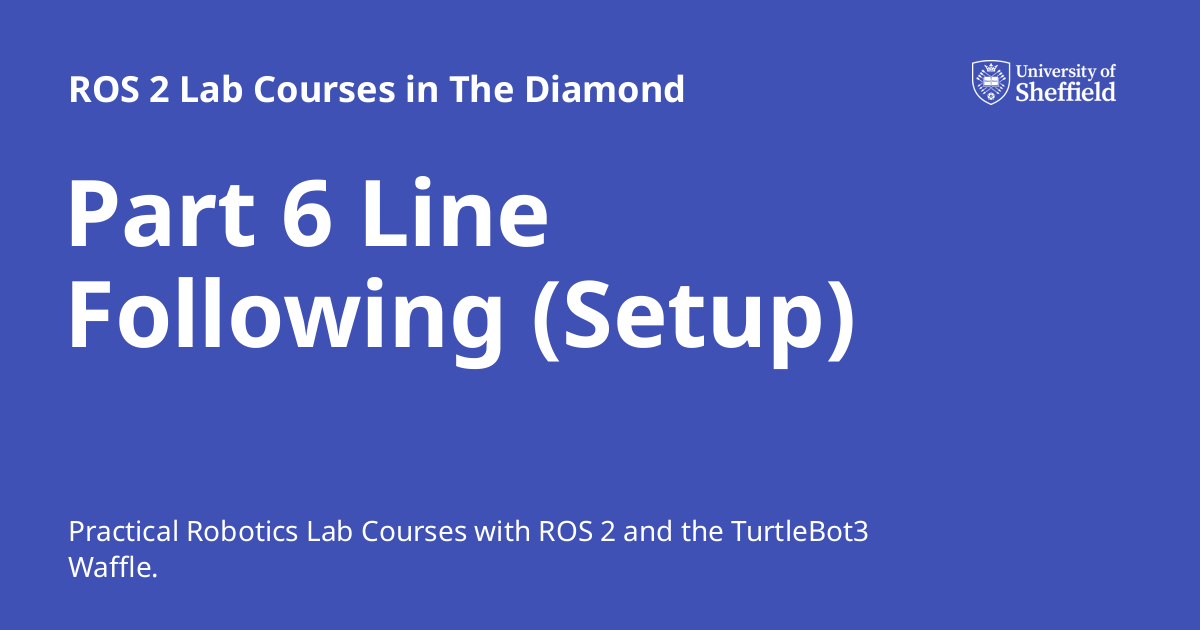 ROS 2 Lab Courses in The Diamond
University of
Sheffield
Part 6 Line
Following (Setup)
Practical Robotics Lab Courses with ROS 2 and the TurtleBot3
Waffle.